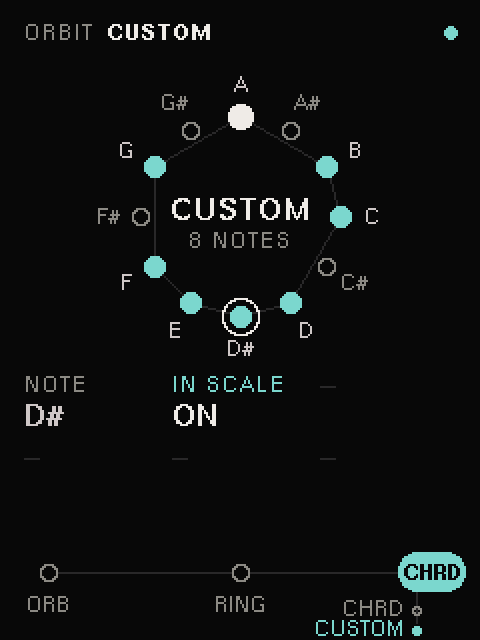 ORBIT CUSTOM
A
G# A#
G B
CUSTOM
F# C
8 NOTES
F C#
E D
D#
NOTE IN SCALE
D# ON
CHRD
ORB RING CHRD
CUSTOM